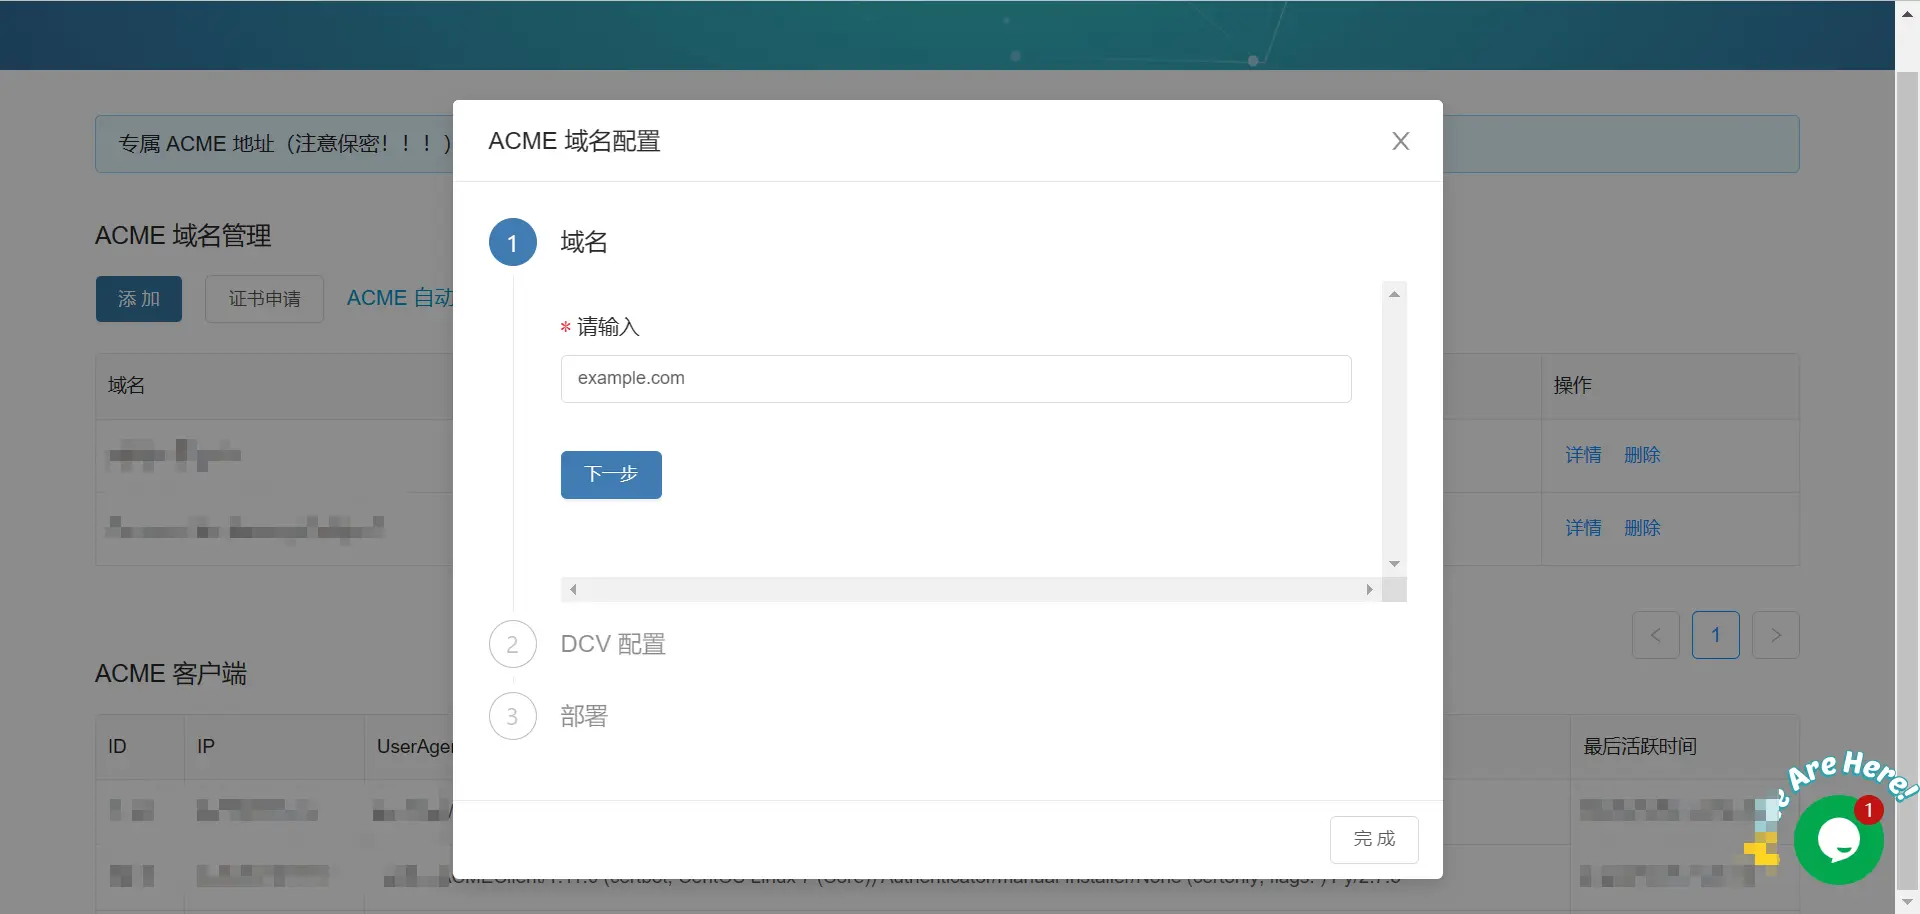 专属 ACME 地址（注意保密！！！）
ACME 域名配置
ACME 域名管理
1 域名
添 加 证书申请 ACME 自动
* 请输入
example.com
域名 操作
详情 删除
下一步
详情 删除
2 DCV 配置
< 1 >
ACME 客户端
3 部署
ID IP UserAgen 最后活跃时间
Are Here!
1
完 成